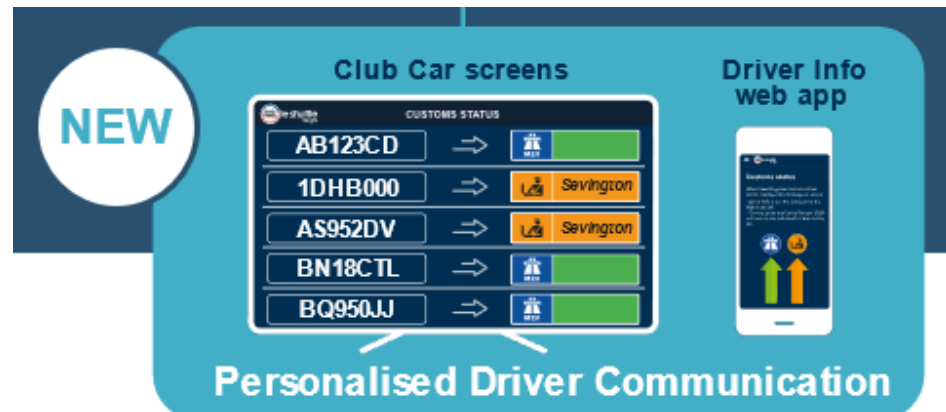 NEW
Club Car screens
Driver Info
web app
CUSTOMS STATUS
AB123CD
1DHB000
Sevington
AS952DV
Sevington
BN18CTL
BQ950JJ
Personalised Driver Communication